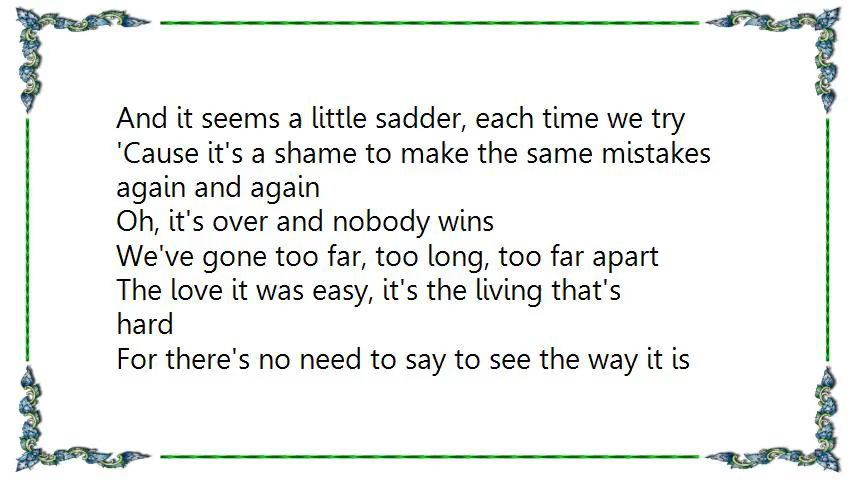 And it seems a little sadder, each time we try
'Cause it's a shame to make the same mistakes
again and again
Oh, it's over and nobody wins
We've gone too far, too long, too far apart
The love it was easy, it's the living that's
hard
For there's no need to say to see the way it is